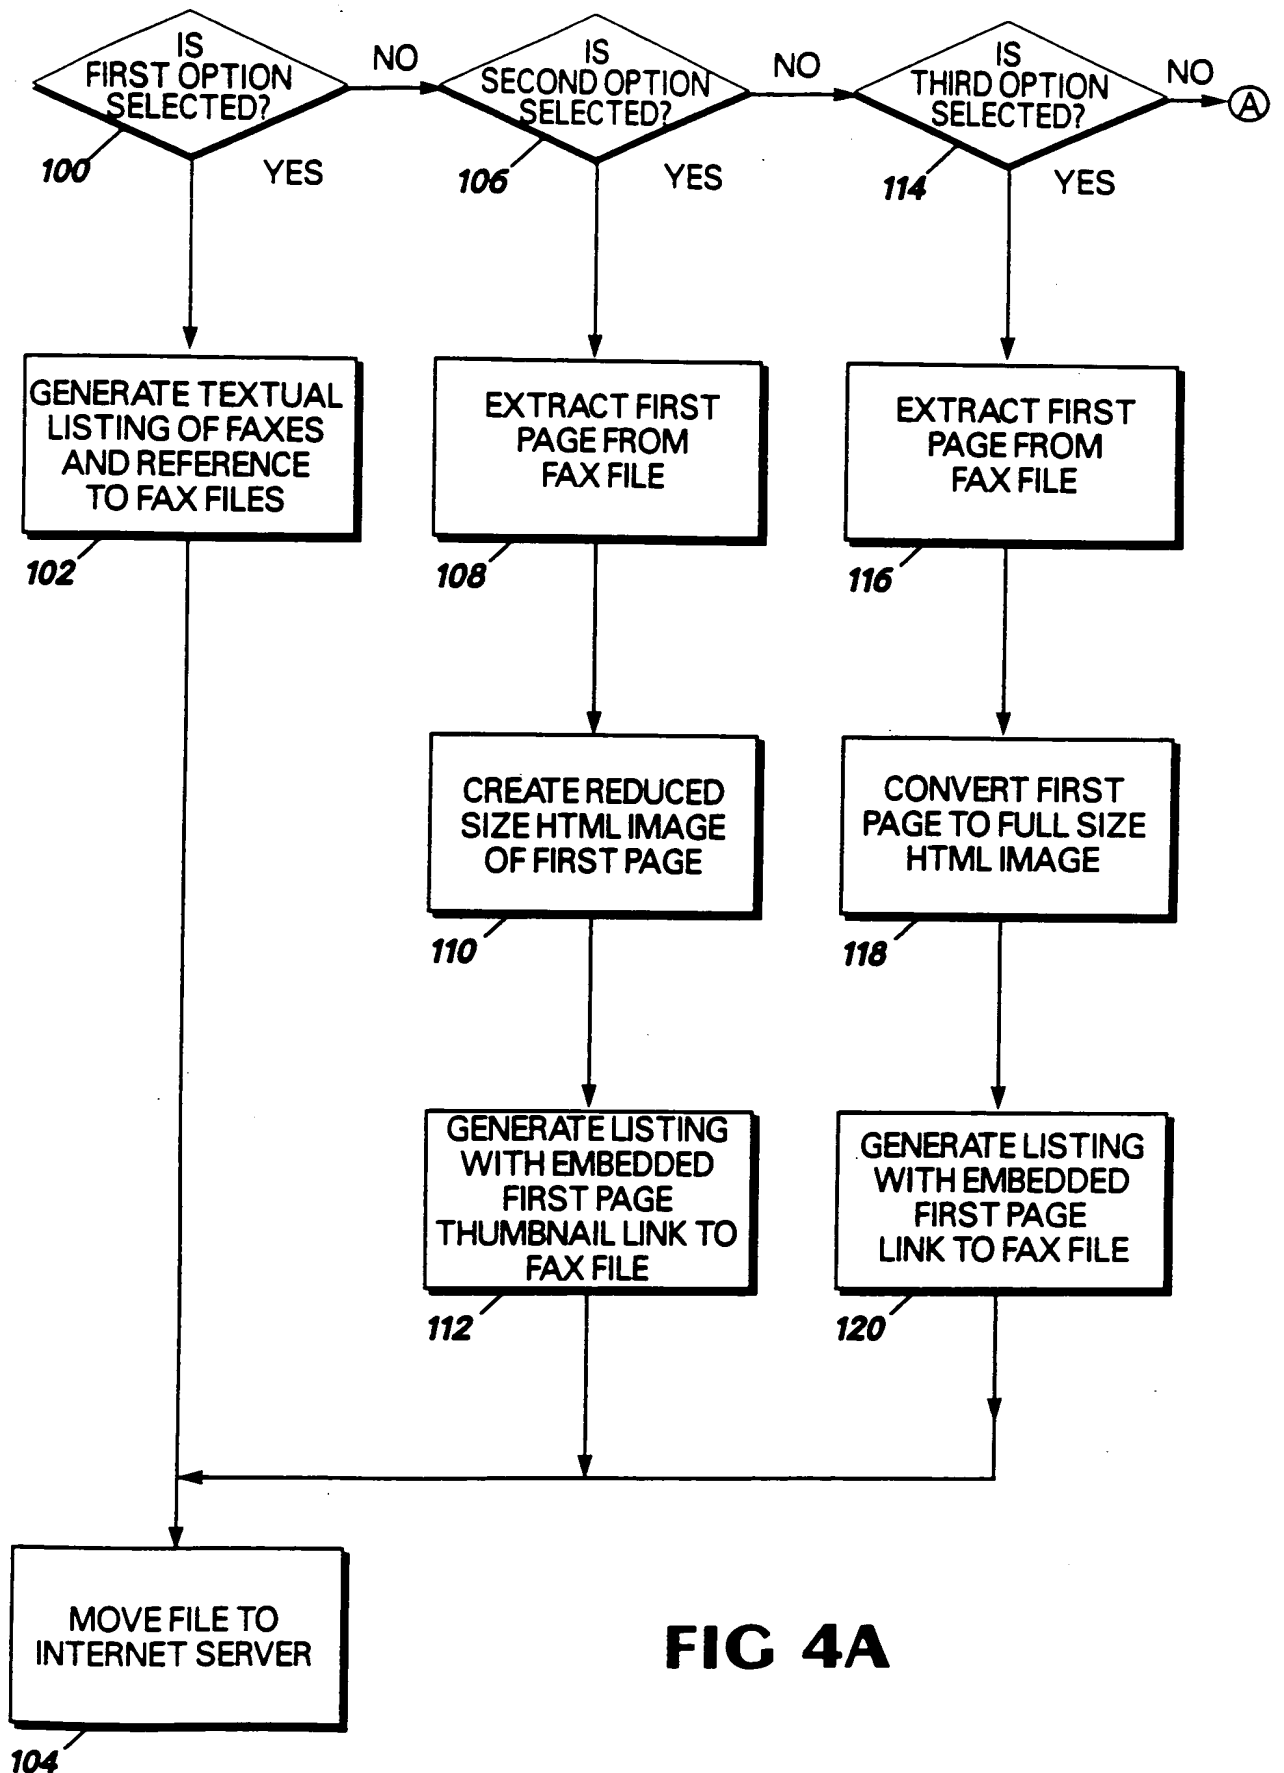 IS
FIRST OPTION
SELECTED?
NO
100
YES
IS
SECOND OPTION
SELECTED?
NO
106
YES
IS
THIRD OPTION
SELECTED?
NO
A
114
YES
GENERATE TEXTUAL
LISTING OF FAXES
AND REFERENCE
TO FAX FILES
102
EXTRACT FIRST
PAGE FROM
FAX FILE
108
EXTRACT FIRST
PAGE FROM
FAX FILE
116
CREATE REDUCED
SIZE HTML IMAGE
OF FIRST PAGE
110
CONVERT FIRST
PAGE TO FULL SIZE
HTML IMAGE
118
GENERATE LISTING
WITH EMBEDDED
FIRST PAGE
THUMBNAIL LINK TO
FAX FILE
112
GENERATE LISTING
WITH EMBEDDED
FIRST PAGE
LINK TO FAX FILE
120
MOVE FILE TO
INTERNET SERVER
104
FIG 4A